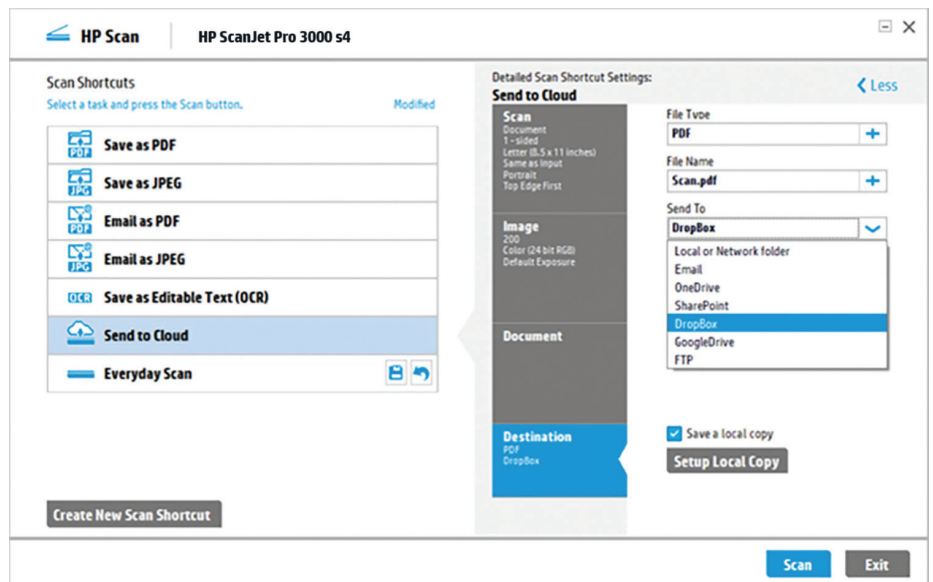 HP Scan
HP ScanJet Pro 3000 s4
Scan Shortcuts
Select a task and press the Scan button.
Modified
PDF
Save as PDF
JPG
Save as JPEG
PDF
Email as PDF
JPG
Email as JPEG
OCR
Save as Editable Text (OCR)
Send to Cloud
Everyday Scan
Create New Scan Shortcut
Detailed Scan Shortcut Settings:
Send to Cloud
Less
Scan
Document
1-sided
Letter (8.5 x 11 inches)
Same as Input
Portrait
Top Edge First
Image
200
Color (24 bit RGB)
Default Exposure
Document
Destination
PDF
DropBox
File Type
PDF
File Name
Scan.pdf
Send To
DropBox
Local or Network folder
Email
OneDrive
SharePoint
DropBox
GoogleDrive
FTP
Save a local copy
Setup Local Copy
Scan
Exit